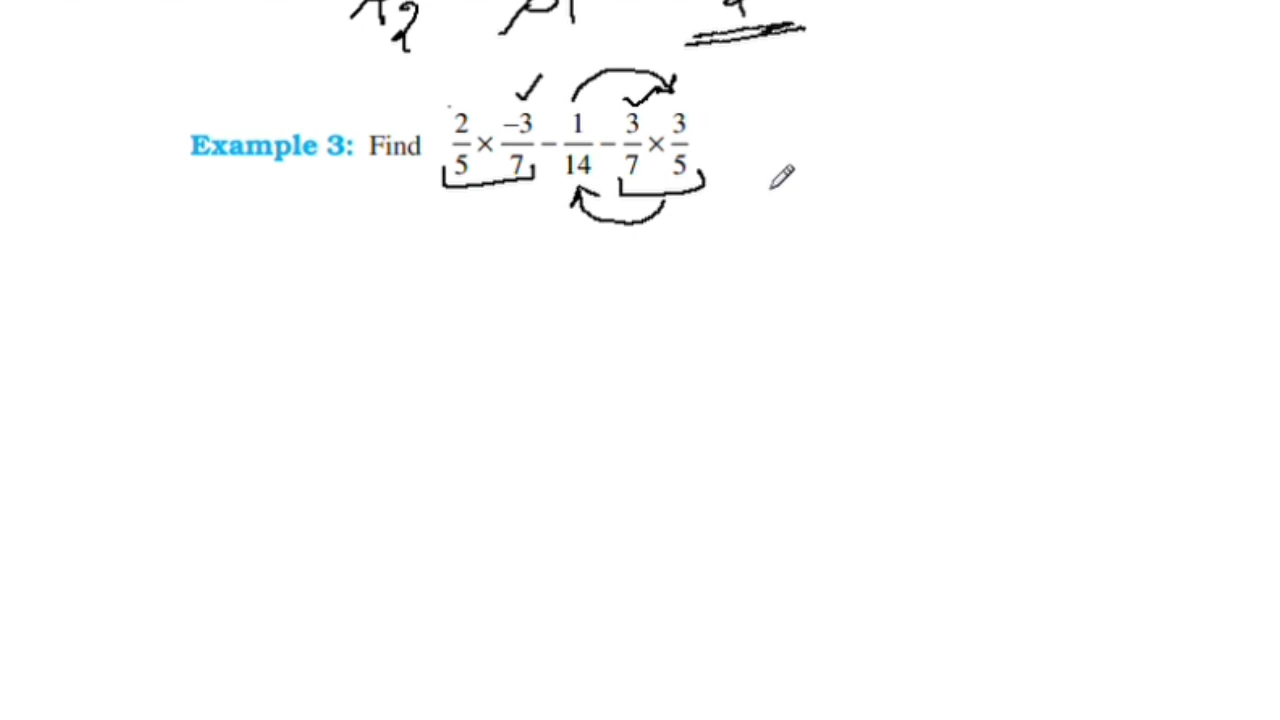 Example 3: Find 2/5 × -3/7 - 1/14 - 3/7 × 3/5